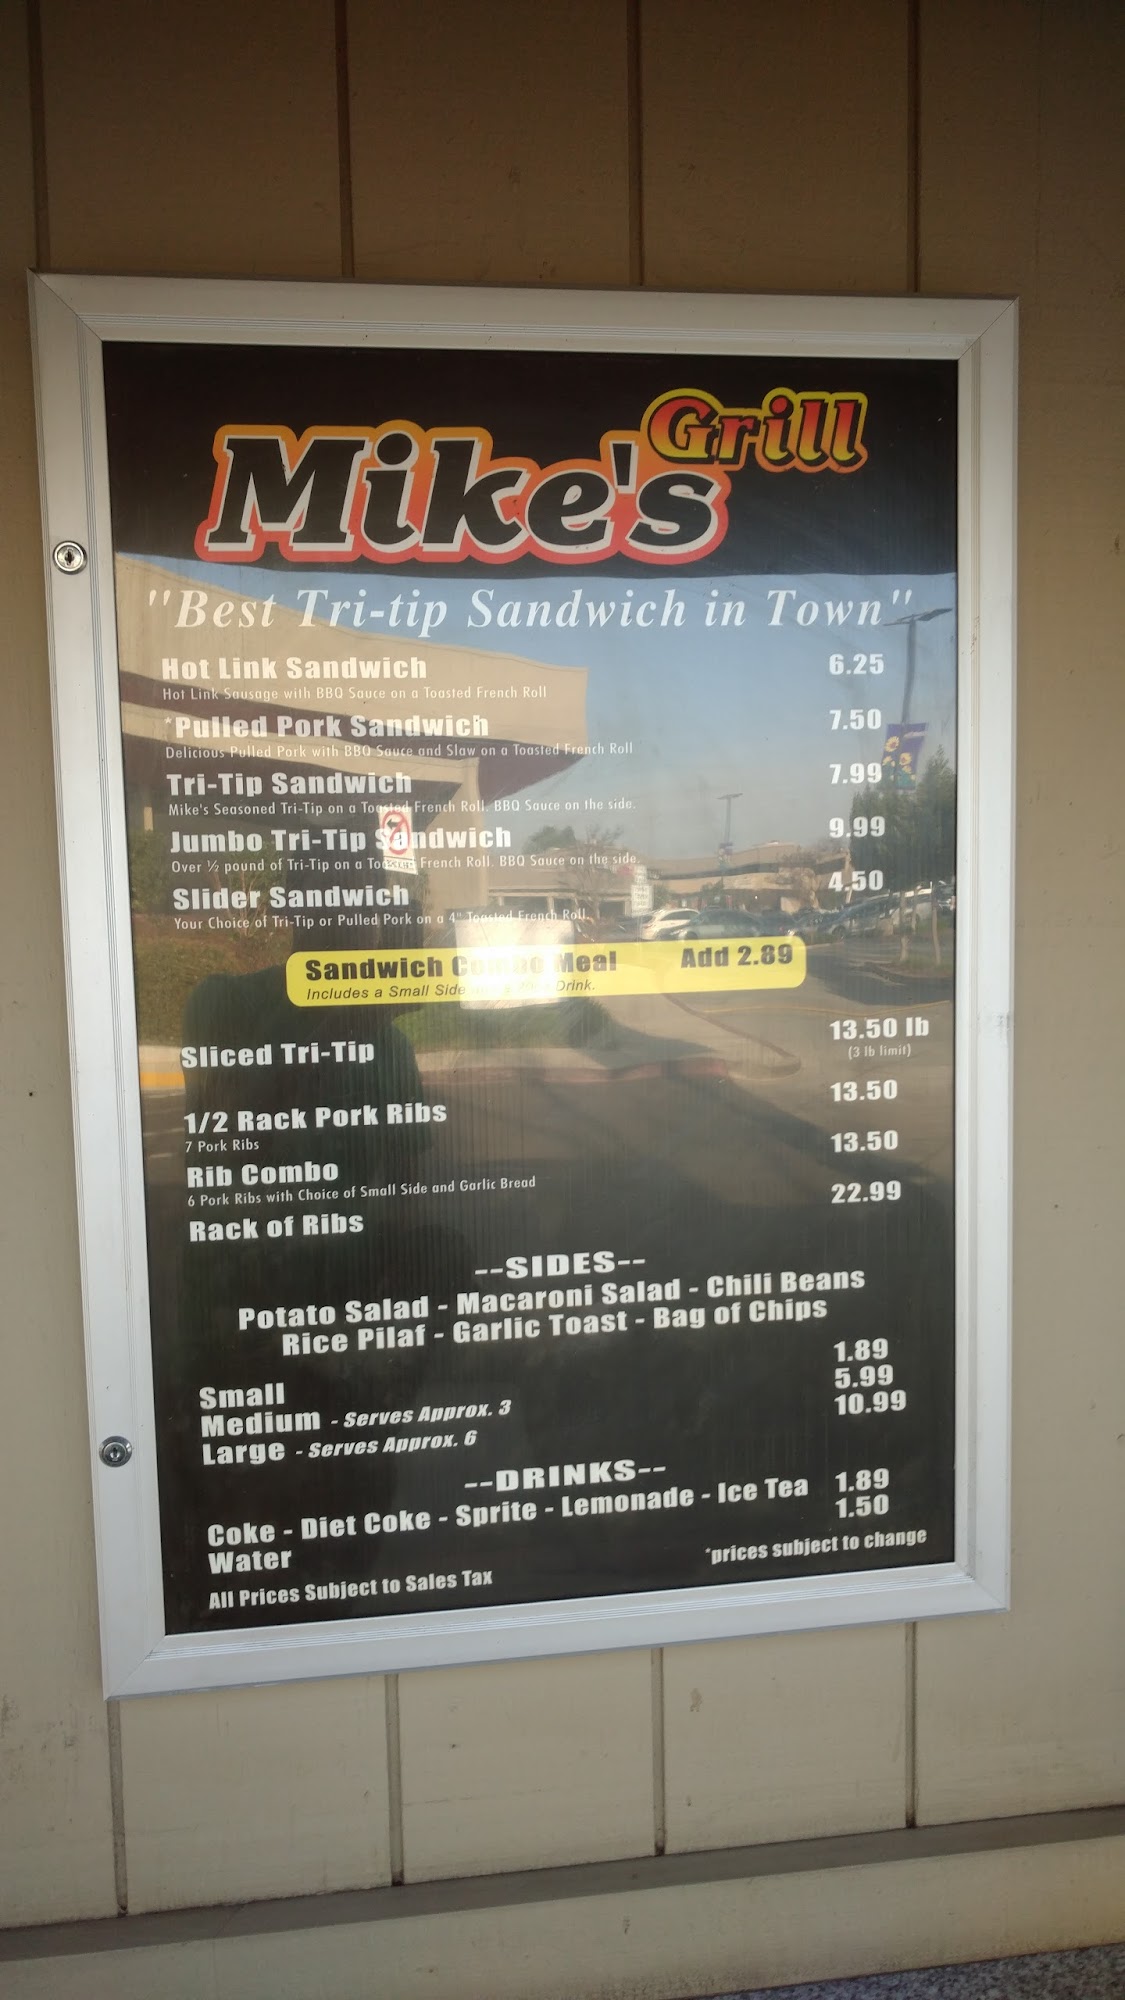 Mike's Grill
"Best Tri-tip Sandwich in Town"
Hot Link Sandwich 6.25
Hot Link Sausage with BBQ Sauce on a Toasted French Roll
*Pulled Pork Sandwich 7.50
Delicious Pulled Pork with BBQ Sauce and Slaw on a Toasted French Roll
Tri-Tip Sandwich 7.99
Mike's Seasoned Tri-Tip on a Toasted French Roll. BBQ Sauce on the side.
Jumbo Tri-Tip Sandwich 9.99
Over ½ pound of Tri-Tip on a Toasted French Roll. BBQ Sauce on the side.
Slider Sandwich 4.50
Your Choice of Tri-Tip or Pulled Pork on a 4" Toasted French Roll.
Sandwich Combo Meal Add 2.89
Includes a Small Side Drink.
Sliced Tri-Tip 13.50 lb
(3 lb limit)
1/2 Rack Pork Ribs 13.50
7 Pork Ribs
Rib Combo 13.50
6 Pork Ribs with Choice of Small Side and Garlic Bread
Rack of Ribs 22.99
--SIDES--
Potato Salad - Macaroni Salad - Chili Beans
Rice Pilaf - Garlic Toast - Bag of Chips
Small 1.89
Medium - Serves Approx. 3 5.99
Large - Serves Approx. 6 10.99
--DRINKS--
Coke - Diet Coke - Sprite - Lemonade - Ice Tea 1.89
Water 1.50
All Prices Subject to Sales Tax *prices subject to change